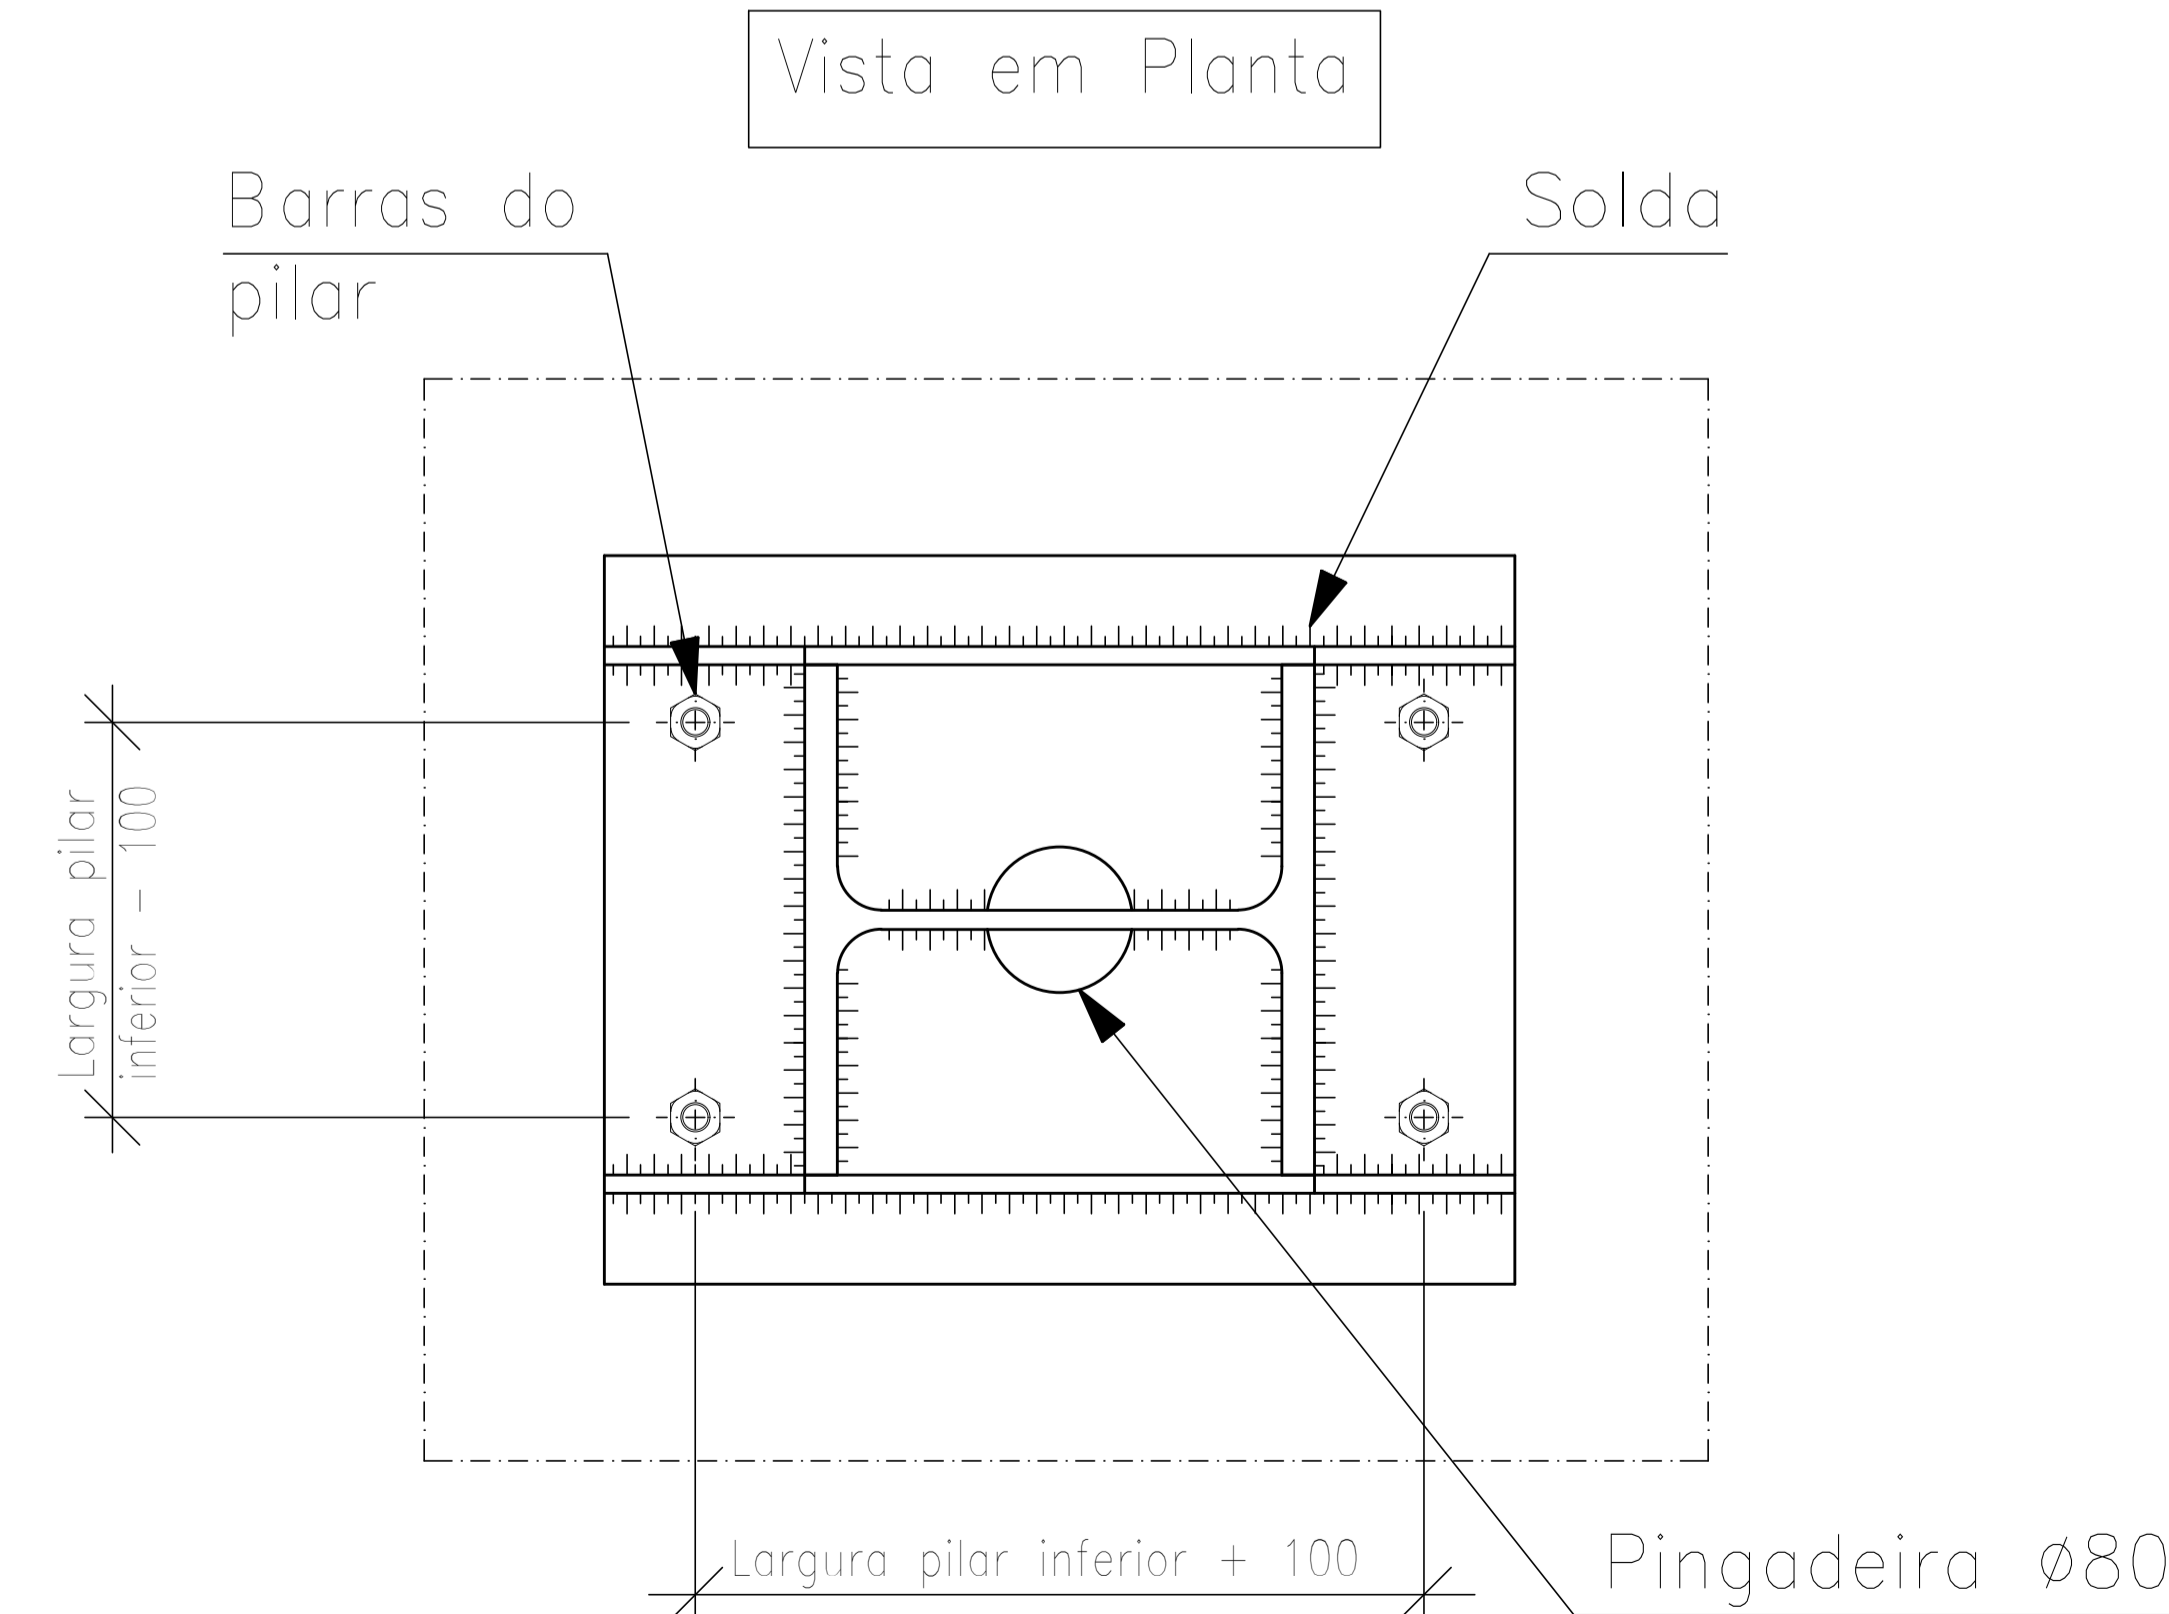 Vista em Planta
Barras do
pilar
Solda
Largura pilar
inferior - 100
Largura pilar inferior + 100
Pingadeira ø80